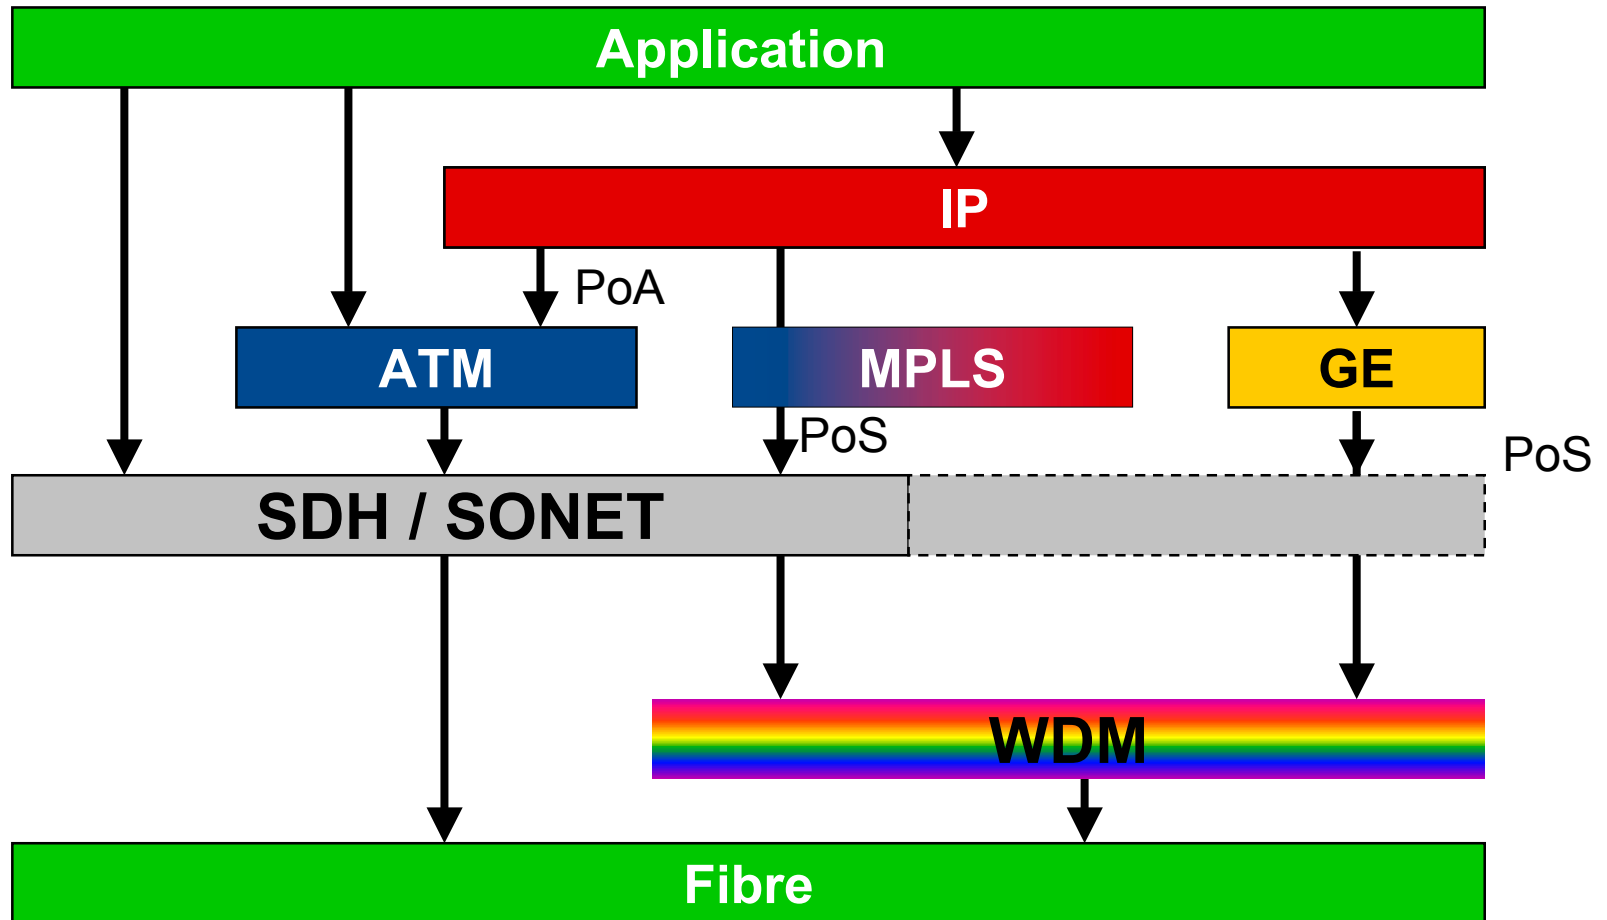 Application
IP
PoA
ATM
MPLS
GE
PoS
PoS
SDH / SONET
WDM
Fibre